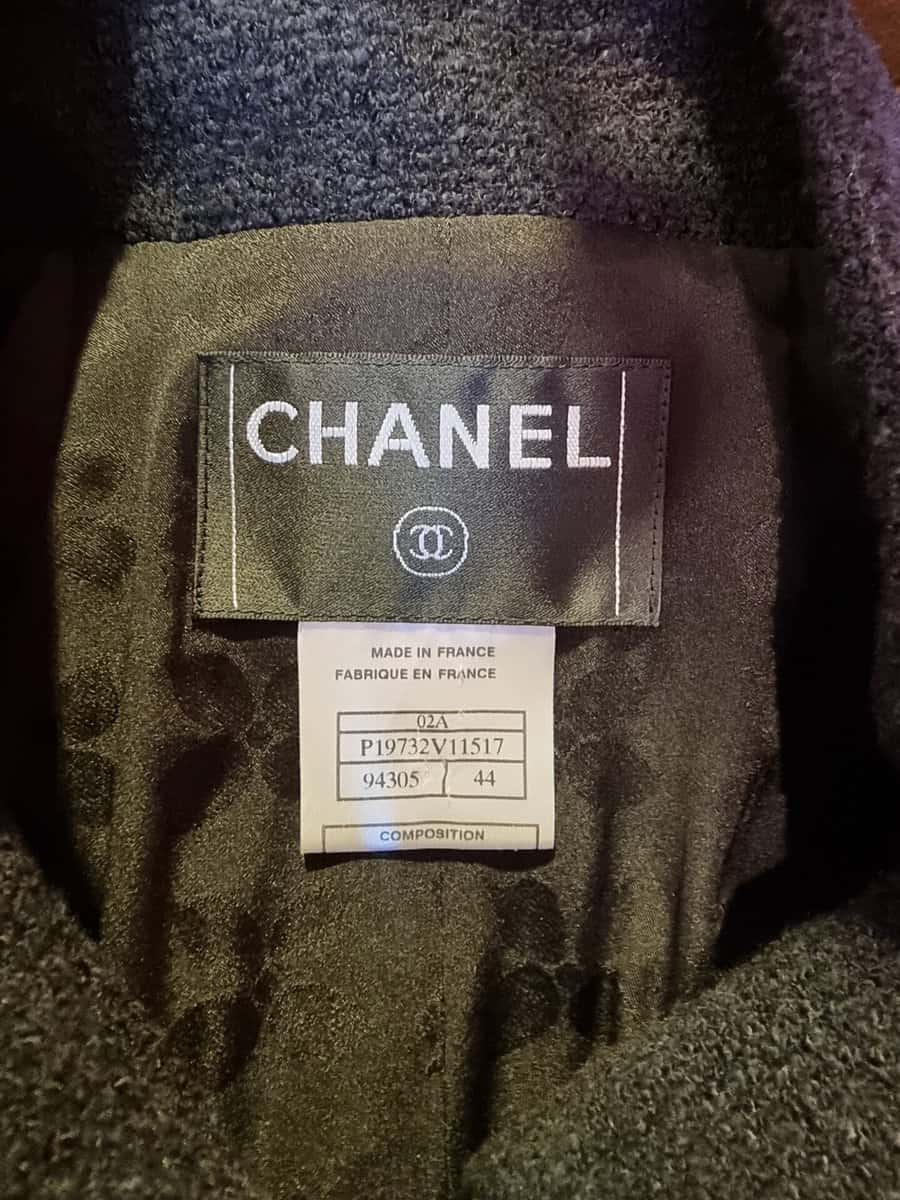 CHANEL
MADE IN FRANCE
FABRIQUE EN FRANCE
02A
P19732V11517
94305 44
COMPOSITION